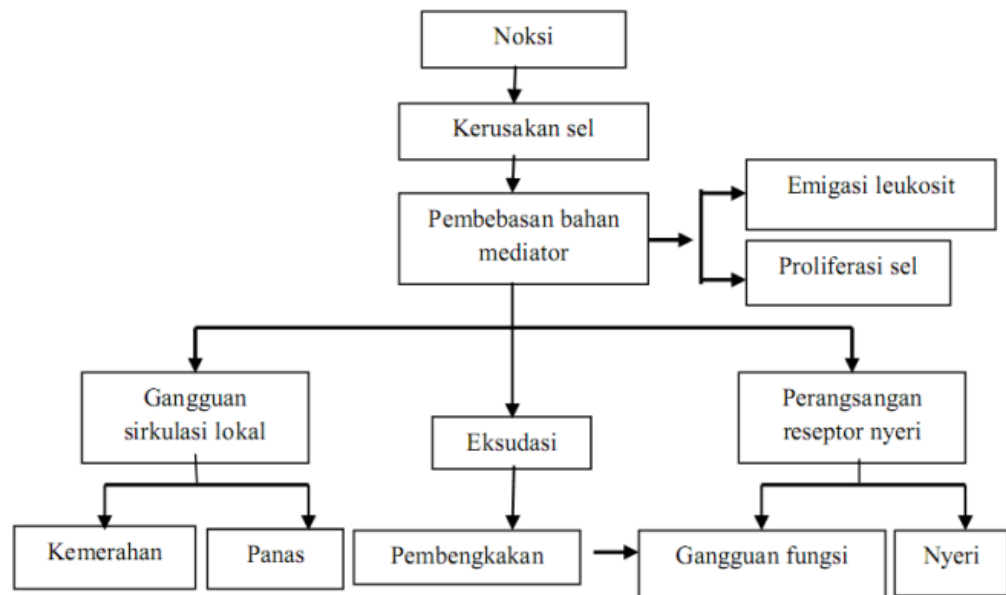 Noksi
Kerusakan sel
Pembebasan bahan
mediator
Emigasi leukosit
Proliferasi sel
Gangguan
sirkulasi lokal
Eksudasi
Perangsangan
reseptor nyeri
Kemerahan
Panas
Pembengkakan
Gangguan fungsi
Nyeri